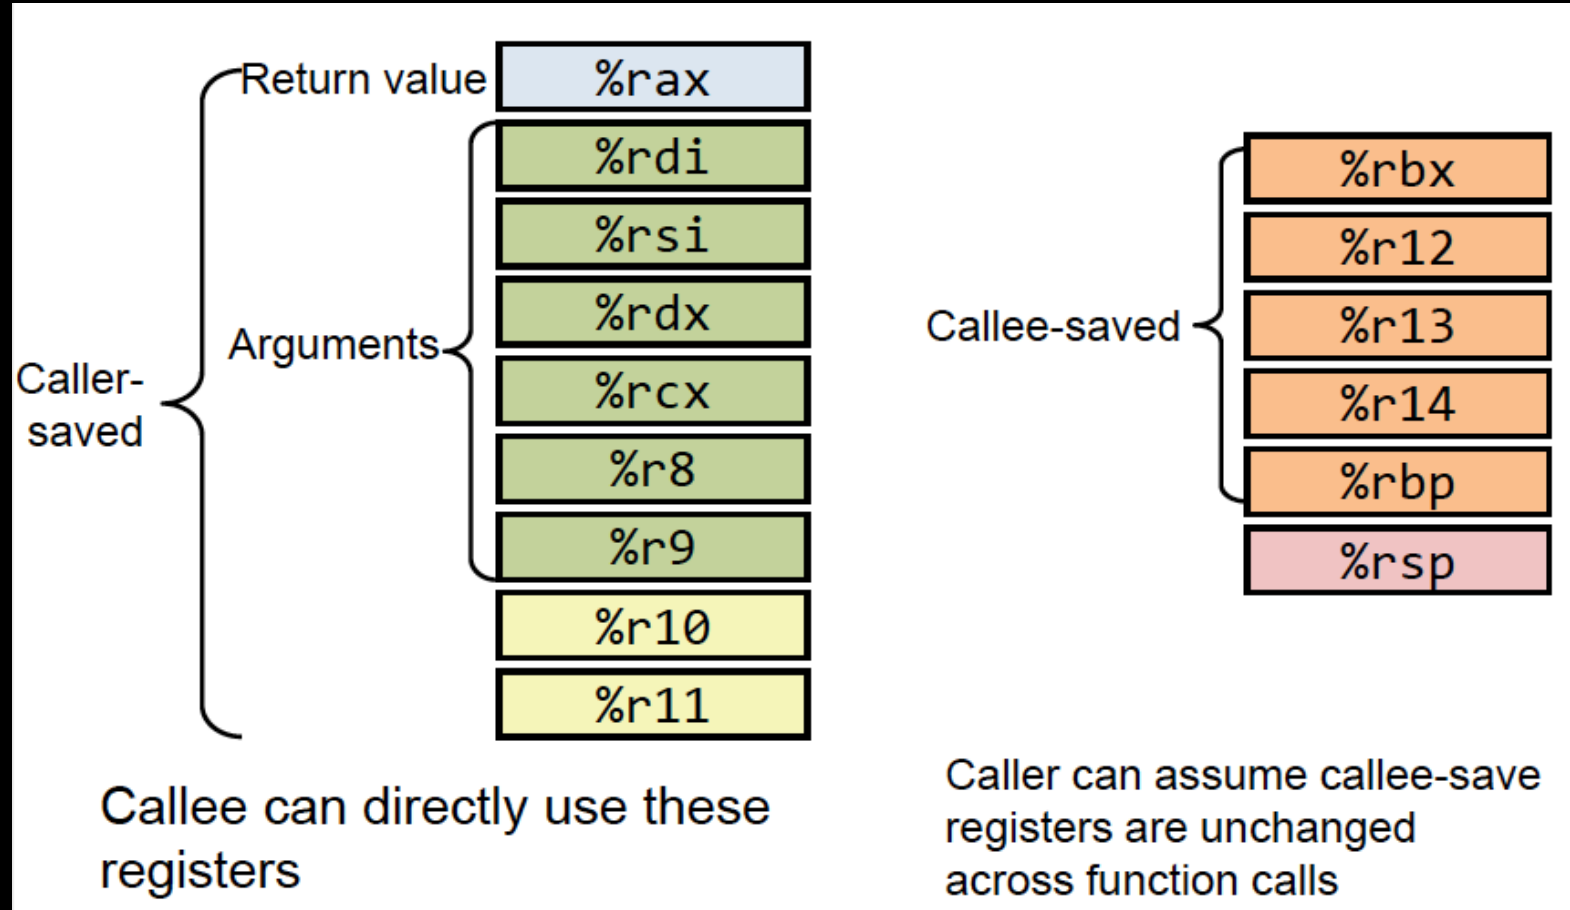 Return value
%rax
%rdi
%rsi
%rdx
Arguments
%rcx
Caller-
saved
%r8
%r9
%r10
%r11
Callee can directly use these
registers
%rbx
%r12
Callee-saved
%r13
%r14
%rbp
%rsp
Caller can assume callee-save
registers are unchanged
across function calls